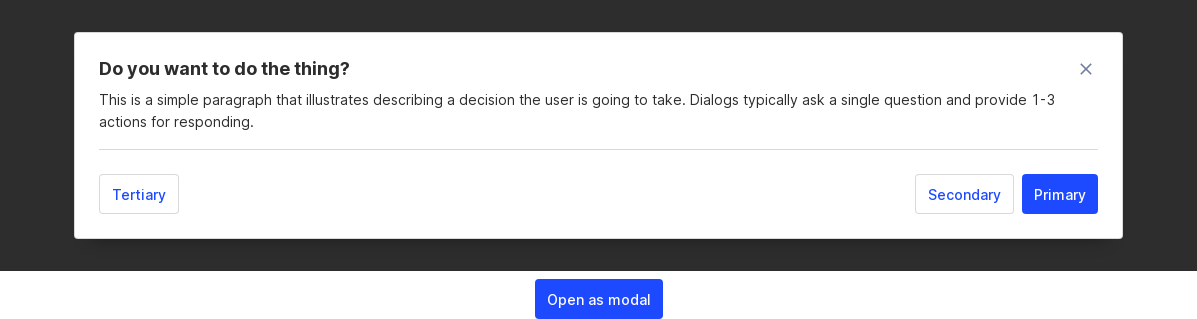 Do you want to do the thing?
This is a simple paragraph that illustrates describing a decision the user is going to take. Dialogs typically ask a single question and provide 1-3
actions for responding.
Tertiary
Secondary
Primary
Open as modal